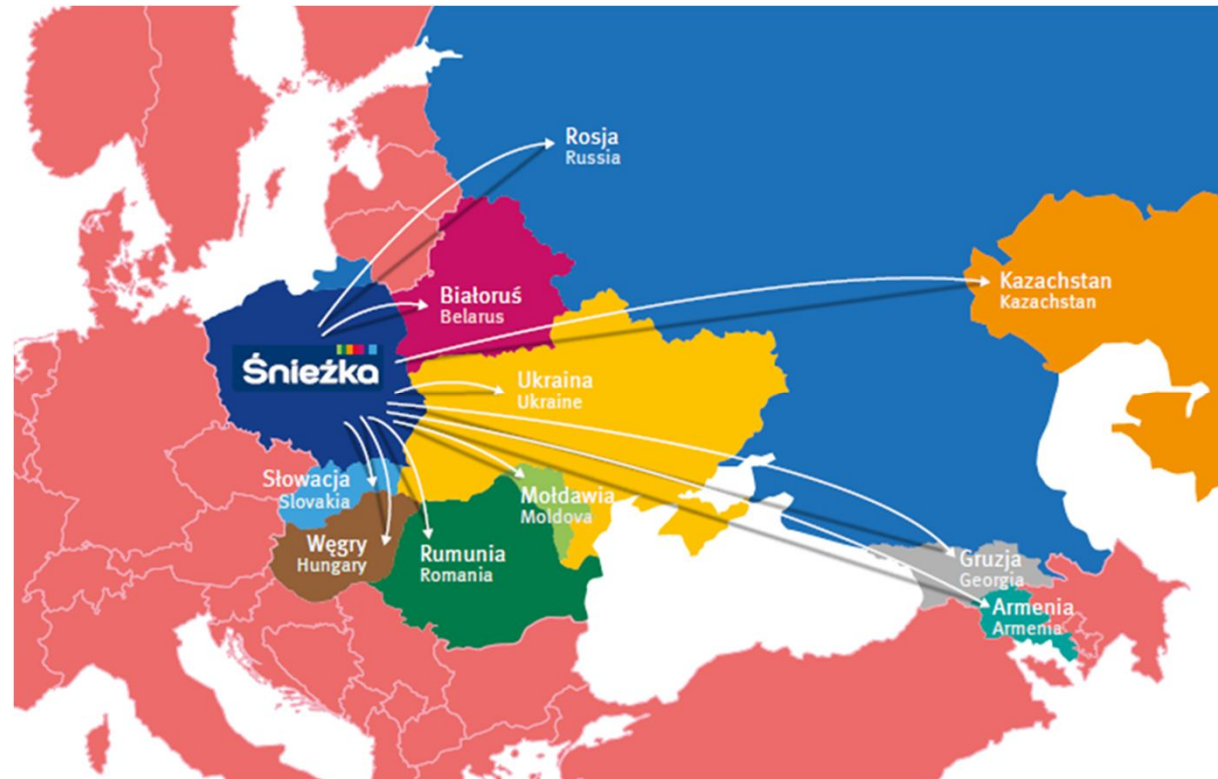 Rosja
Russia
Kazachstan
Kazachstan
Białoruś
Belarus
Śnieżka
Ukraina
Ukraine
Słowacja
Slovakia
Mołdawia
Moldova
Węgry
Hungary
Rumunia
Romania
Gruzja
Georgia
Armenia
Armenia